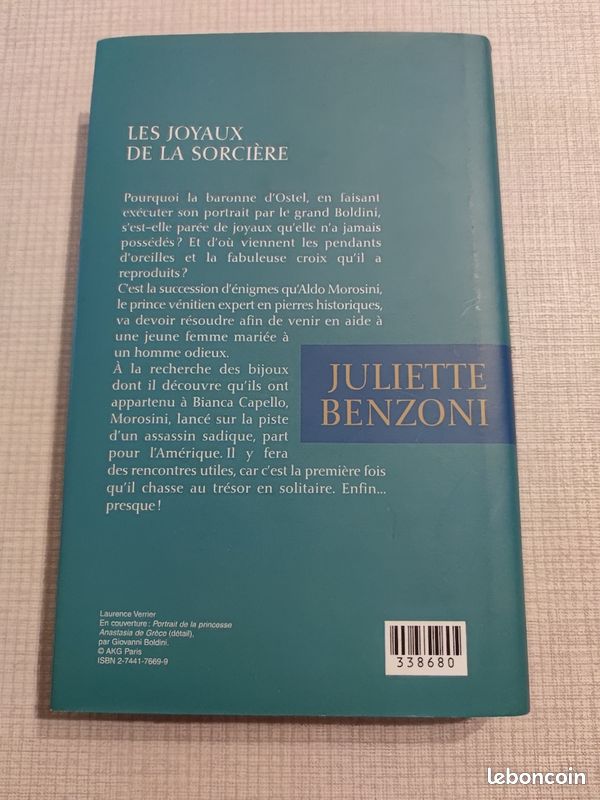 LES JOYAUX
DE LA SORCIÈRE
Pourquoi la baronne d'Ostel, en faisant
exécuter son portrait par le grand Boldini,
s'est-elle parée de joyaux qu'elle n'a jamais
possédés ? Et d'où viennent les pendants
d'oreilles et la fabuleuse croix qu'il a
reproduits ?
C'est la succession d'énigmes qu'Aldo Morosini,
le prince vénitien expert en pierres historiques,
va devoir résoudre afin de venir en aide à
une jeune femme mariée à
un homme odieux.
À la recherche des bijoux
dont il découvre qu'ils ont
appartenu à Bianca Capello,
Morosini, lancé sur la piste
d'un assassin sadique, part
pour l'Amérique. Il y fera
des rencontres utiles, car c'est la première fois
qu'il chasse au trésor en solitaire. Enfin...
presque !
JULIETTE
BENZONI
Laurence Verrier
En couverture : Portrait de la princesse
Anastasia de Grèce (détail),
par Giovanni Boldini.
© AKG Paris
ISBN 2-7441-7669-9
338680
leboncoin